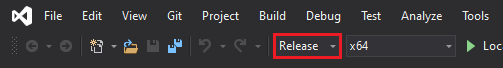 File Edit View Git Project Build Debug Test Analyze Tools
Release x64 Loc